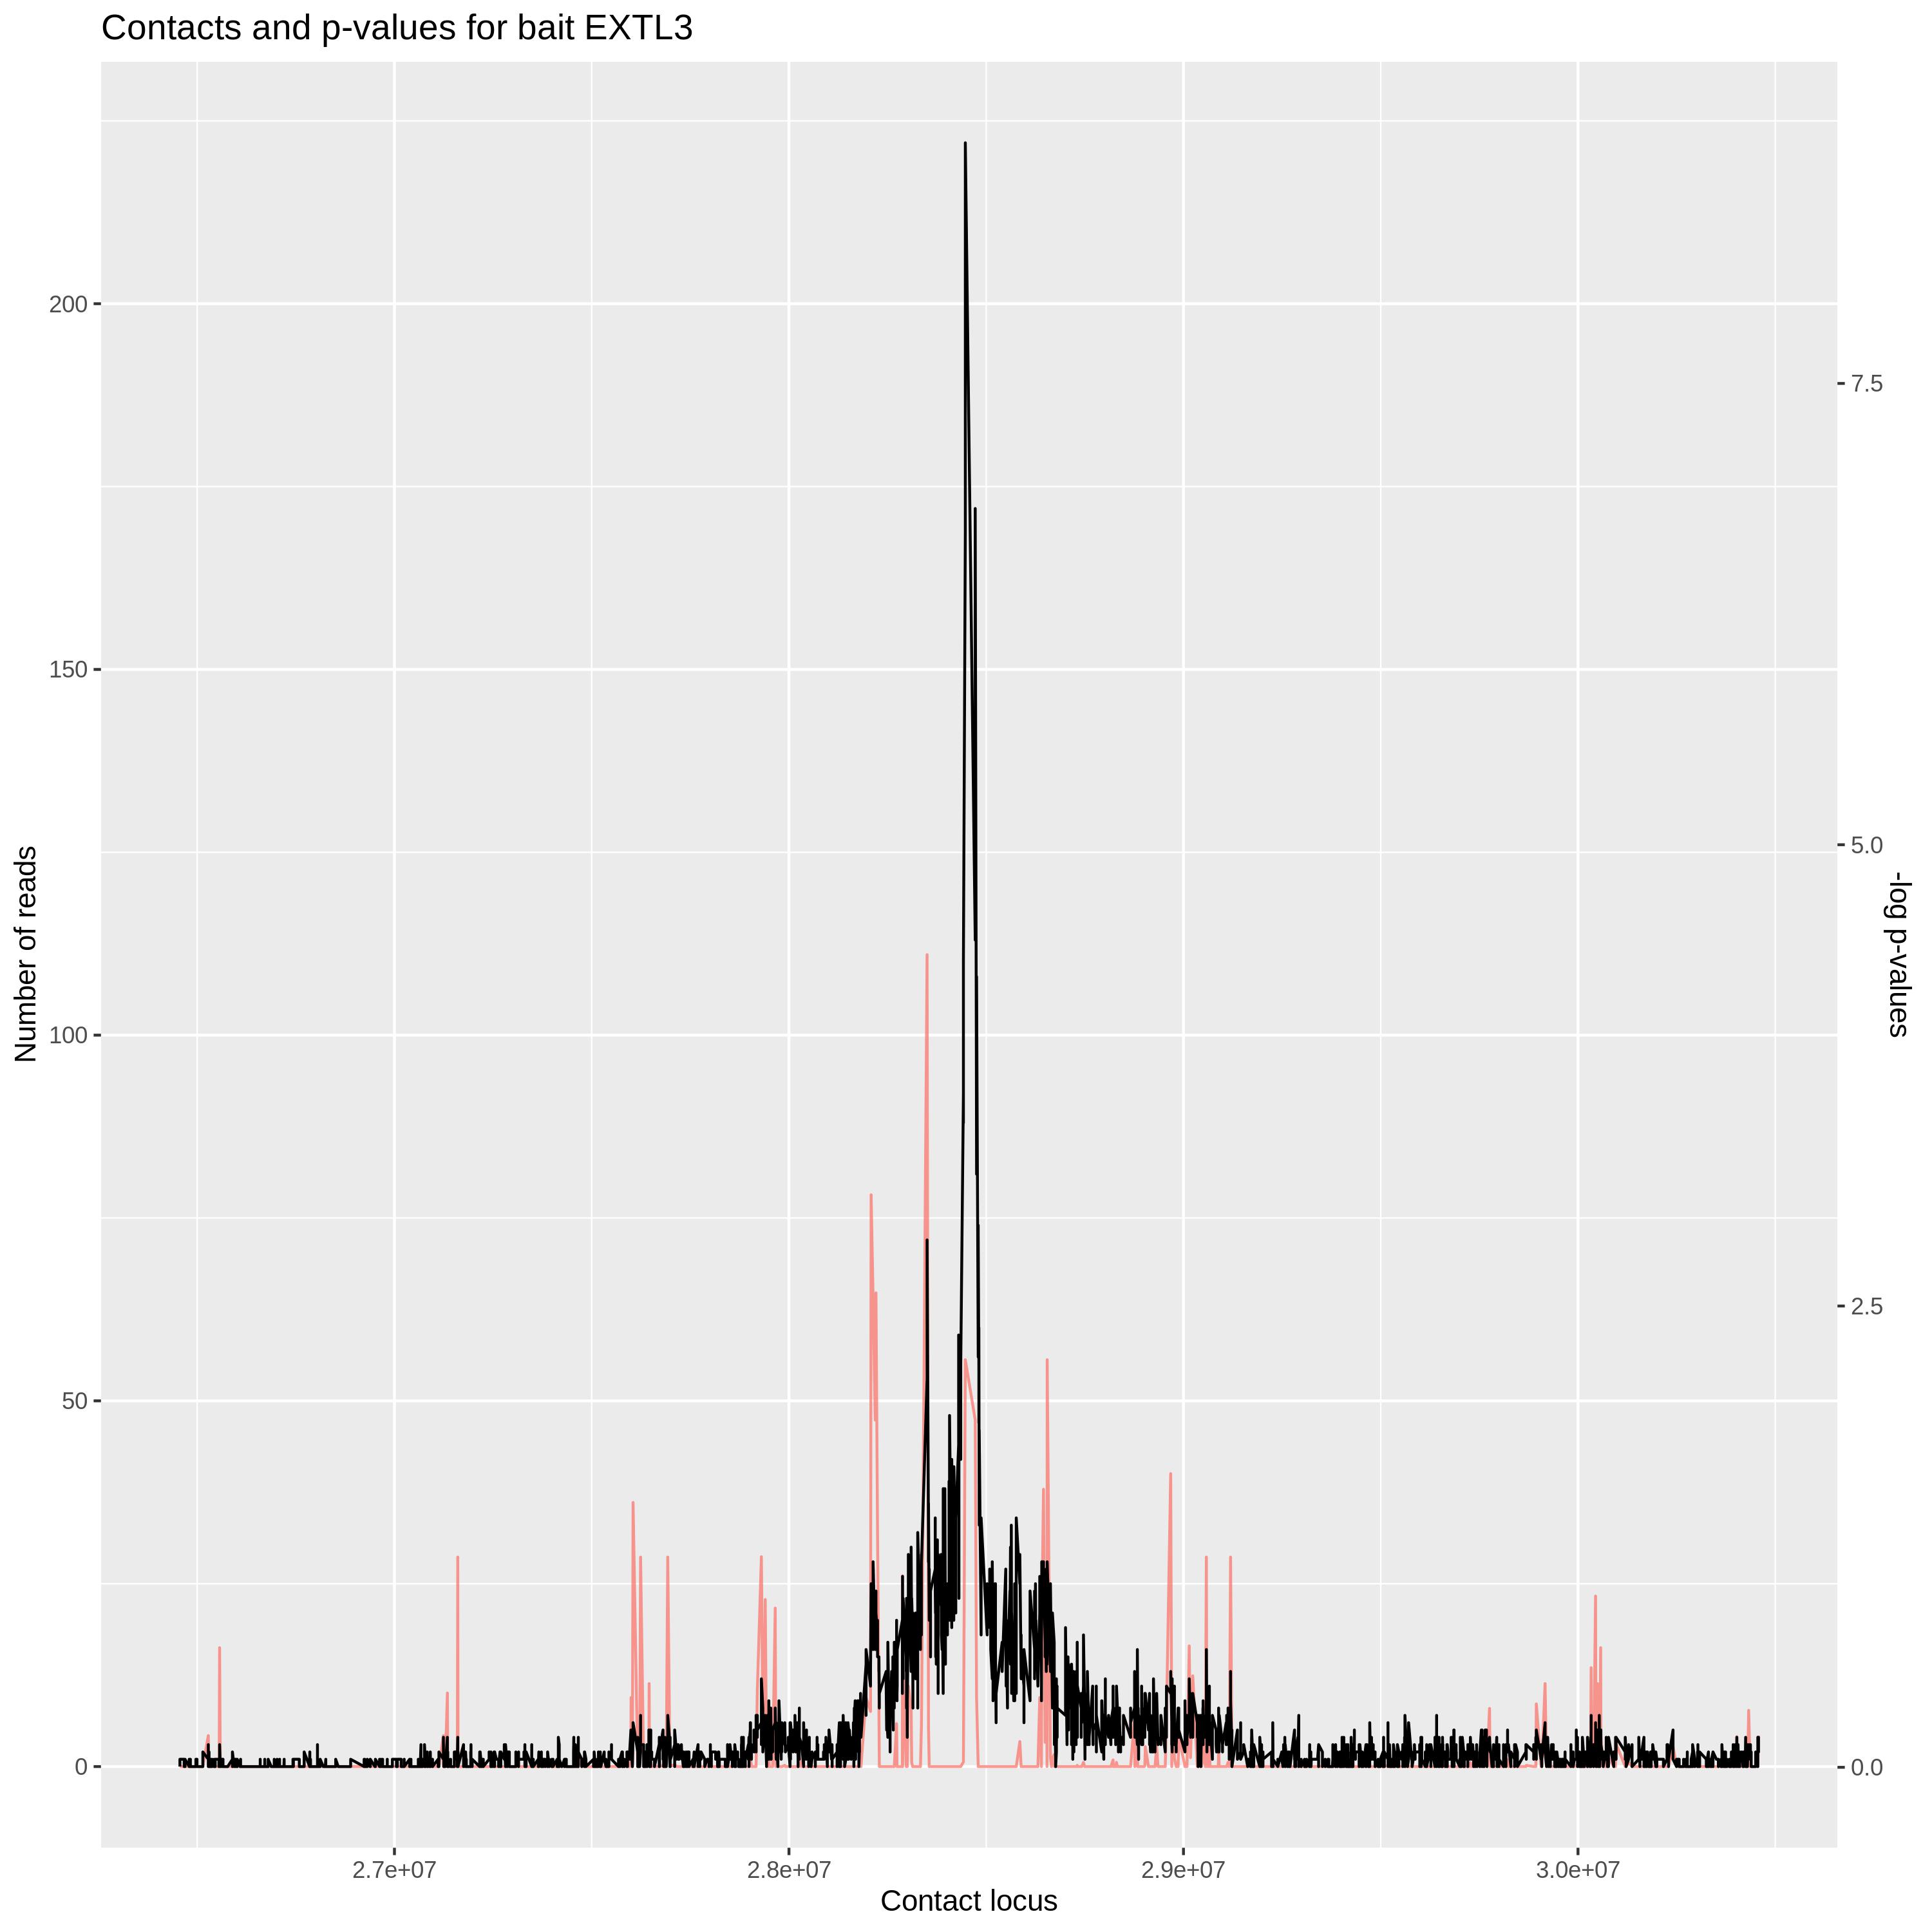 Contacts and p-values for bait EXTL3
Number of reads
200
150
100
50
0
7.5
5.0
2.5
0.0
-log p-values
2.7e+07
2.8e+07
2.9e+07
3.0e+07
Contact locus